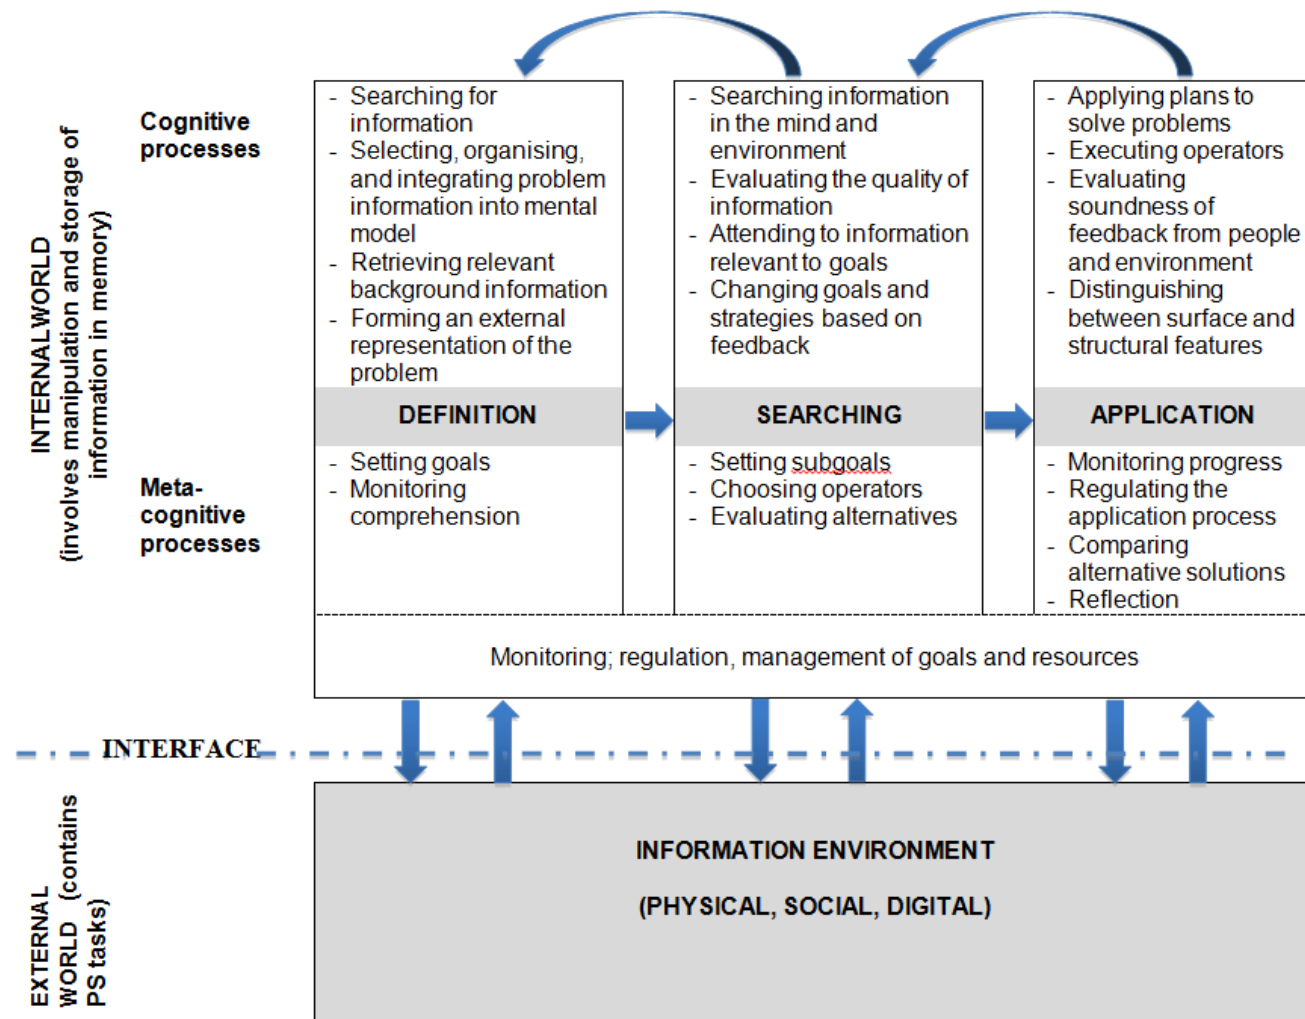 INTERNAL WORLD
(involves manipulation and storage of
information in memory)
Cognitive
processes
- Searching for
information
- Selecting, organising,
and integrating problem
information into mental
model
- Retrieving relevant
background information
- Forming an external
representation of the
problem
- Searching information
in the mind and
environment
- Evaluating the quality of
information
- Attending to information
relevant to goals
- Changing goals and
strategies based on
feedback
- Applying plans to
solve problems
- Executing operators
- Evaluating
soundness of
feedback from people
and environment
- Distinguishing
between surface and
structural features
DEFINITION
SEARCHING
APPLICATION
Meta-
cognitive
processes
- Setting goals
- Monitoring
comprehension
- Setting subgoals
- Choosing operators
- Evaluating alternatives
- Monitoring progress
- Regulating the
application process
- Comparing
alternative solutions
- Reflection
Monitoring; regulation, management of goals and resources
INTERFACE
EXTERNAL
WORLD (contains
PS tasks)
INFORMATION ENVIRONMENT
(PHYSICAL, SOCIAL, DIGITAL)